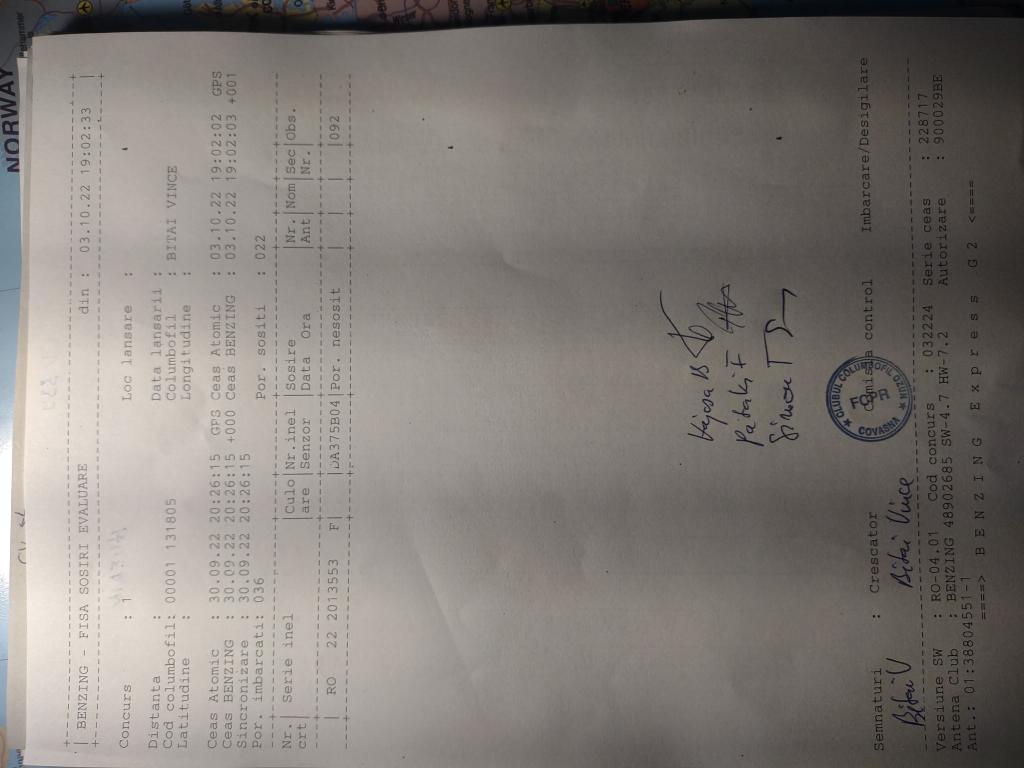 NORWAY
| BENZING - FISA SOSIRI EVALUARE din : 03.10.22 19:02:33 |
Concurs : 1 Loc lansare :
Distanta : Data lansarii :
Cod columbofil: 00001 131805 Columbofil : BITAI VINCE
Latitudine : Longitudine :
Ceas Atomic : 30.09.22 20:26:15 GPS Ceas Atomic : 03.10.22 19:02:02 GPS
Ceas BENZING : 30.09.22 20:26:15 +000 Ceas BENZING : 03.10.22 19:02:03 +001
Sincronizare : 30.09.22 20:26:15
Por. imbarcati: 036 Por. sositi : 022
Nr| Serie inel |Culo|Nr.inel |Sosire |Nr|Nom|Sec|Obs.
crt| |are |Senzor |Data Ora |Ant| |Nr.|
| RO 22 2013553 F| |DA375B04|Por. nesosit | | |092
Vajasa B
Pataki F
Simon T
CLUBUL COLUMBOFIL OZUN
FCPR
COVASNA
Semnaturi : Crescator Comisia control Imbarcare/Desigilare
Bitai V Bitai Vince
Versiune SW : RO-04.01 Cod concurs : 032224 Serie ceas : 228717
Antena Club : BENZING 48902685 SW-4.7 HW-7.2 Autorizare : 900029BE
Ant.: 01:38804551-1
====> B E N Z I N G E x p r e s s G 2 <====